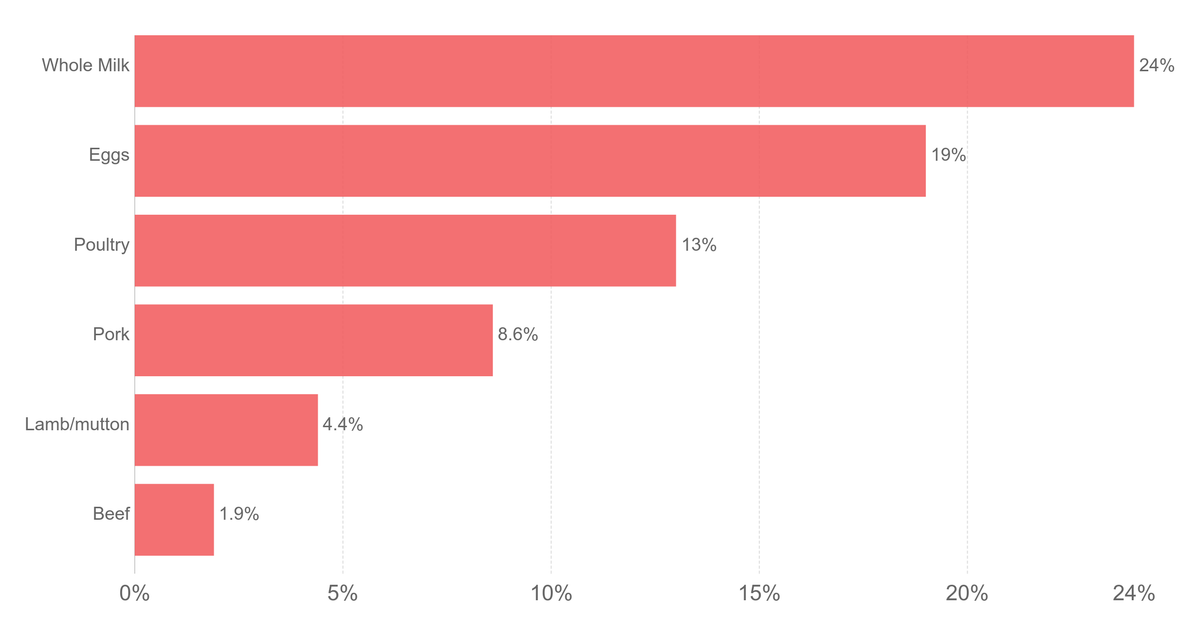 Whole Milk 24%
Eggs 19%
Poultry 13%
Pork 8.6%
Lamb/mutton 4.4%
Beef 1.9%
0% 5% 10% 15% 20% 24%